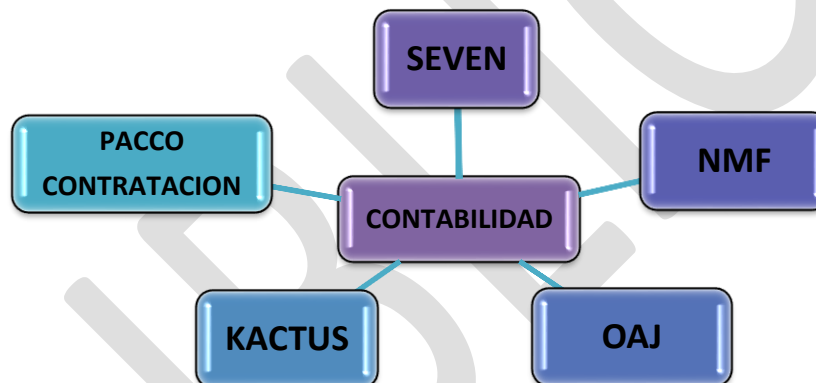 SEVEN
PACCO
CONTRATACION
NMF
CONTABILIDAD
KACTUS
OAJ